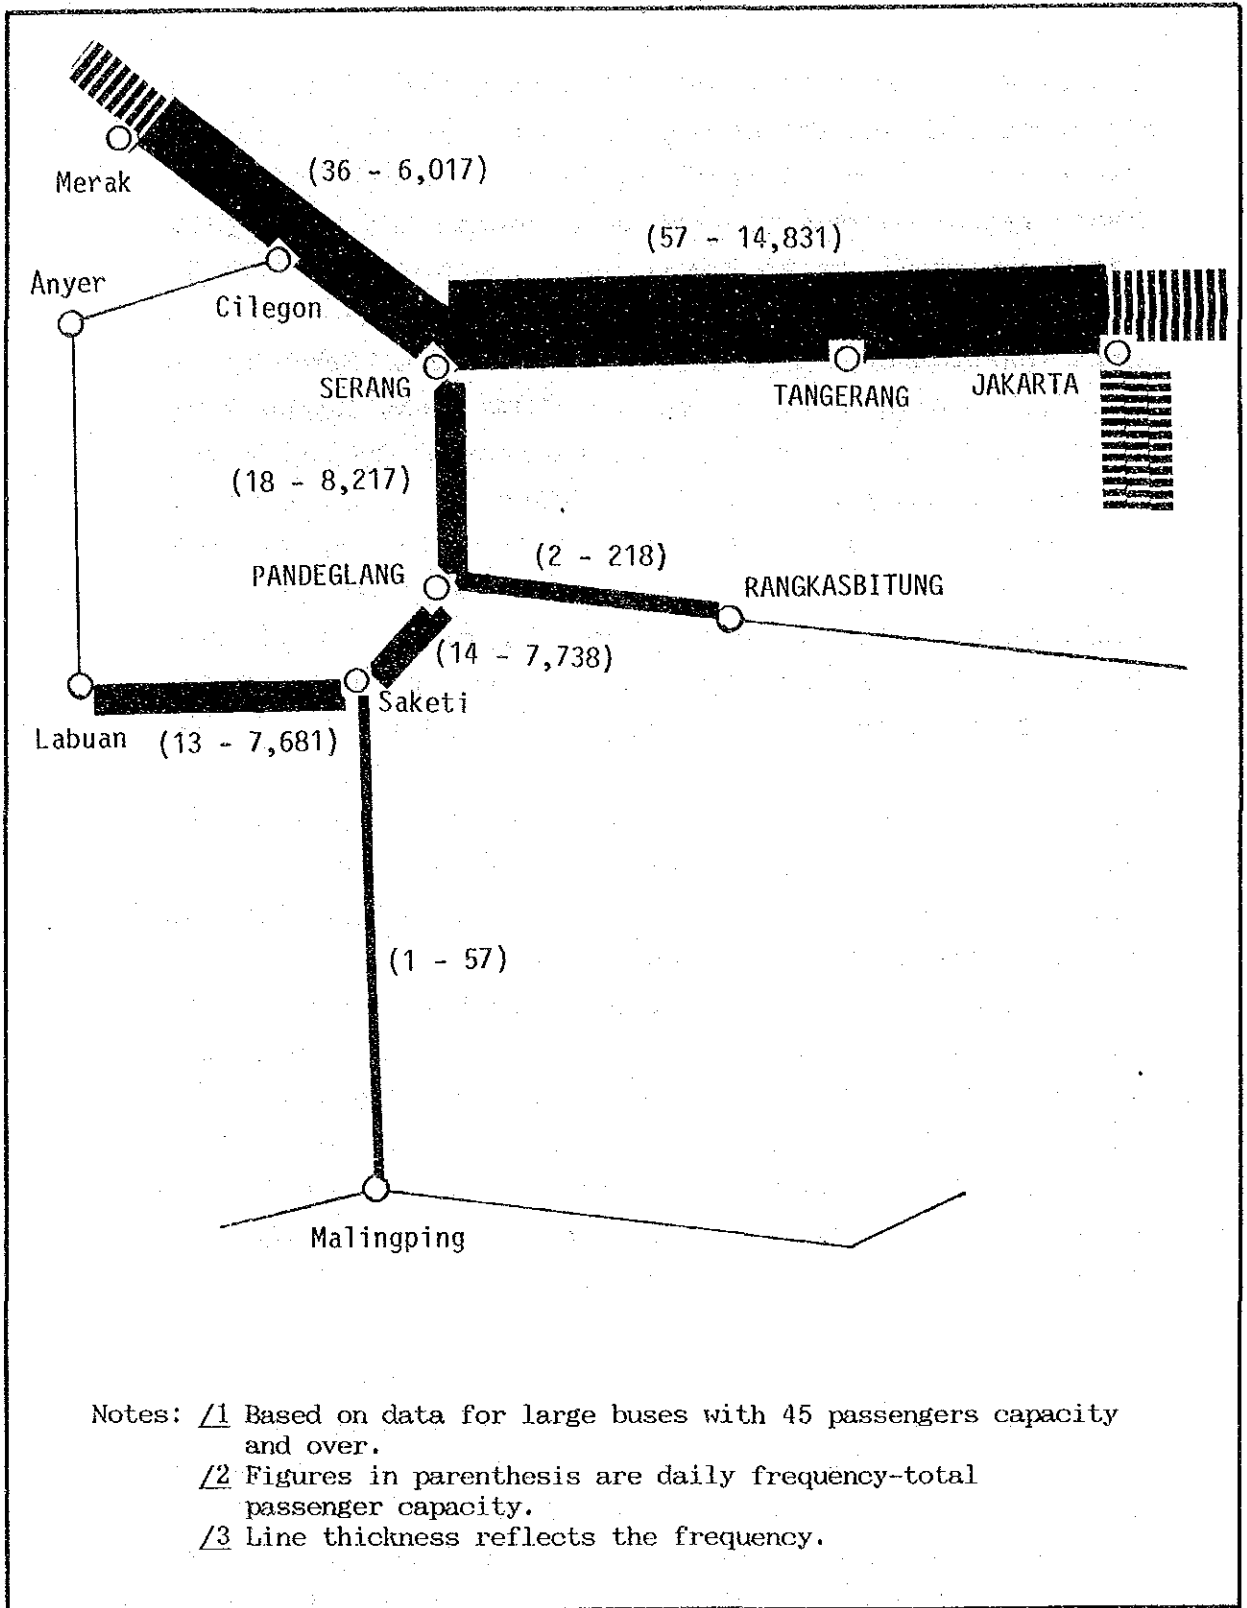 (36 - 6,017)
Merak
(57 - 14,831)
Anyer
Cilegon
SERANG
TANGERANG
JAKARTA
(18 - 8,217)
(2 - 218)
PANDEGLANG
RANGKASBITUNG
(14 - 7,738)
Saketi
Labuan
(13 - 7,681)
(1 - 57)
Malingping
Notes: /1 Based on data for large buses with 45 passengers capacity
and over.
/2 Figures in parenthesis are daily frequency-total
passenger capacity.
/3 Line thickness reflects the frequency.